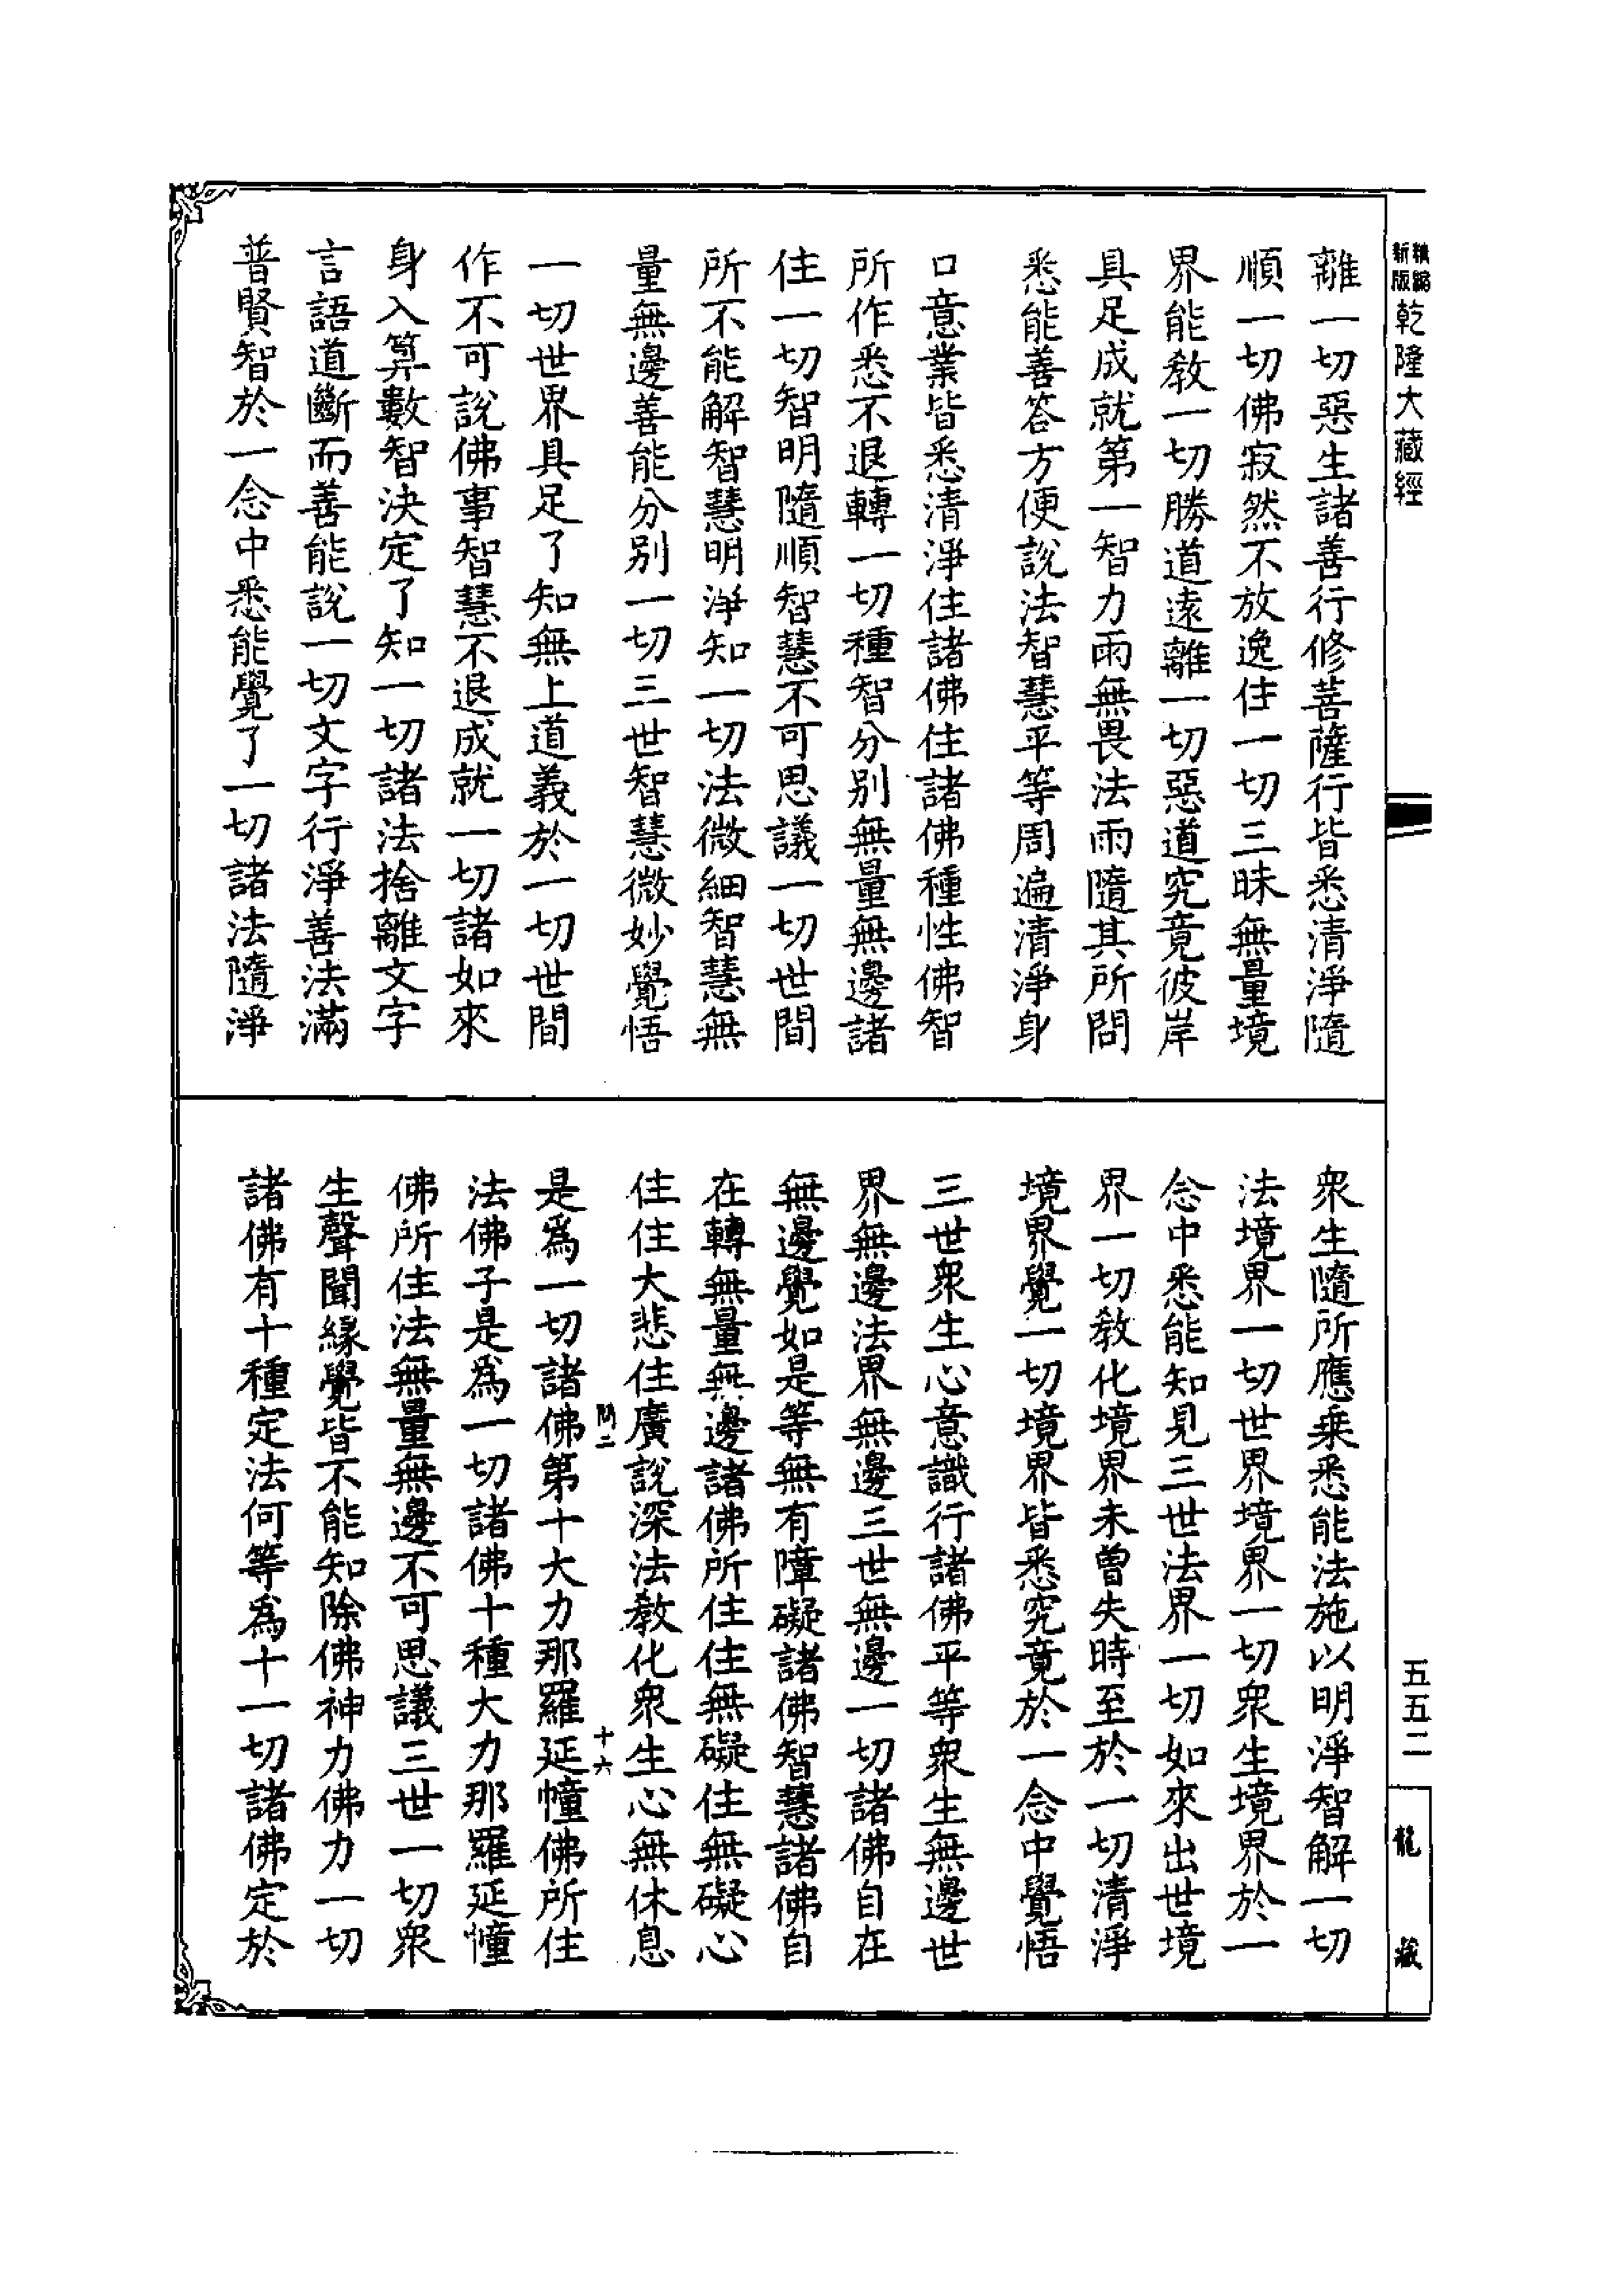 精縮新版乾隆大藏經
離一切惡生諸善行修菩薩行皆悉清淨隨
順一切佛寂然不放逸住一切三昧無量境
界能教一切勝道遠離一切惡道究竟彼岸
具足成就第一智力雨無畏法雨隨其所問
悉能善答方便說法智慧平等周遍清淨身
口意業皆悉清淨住諸佛住諸佛種性佛智
所作悉不退轉一切種智分別無量無邊諸
住一切智明隨順智慧不可思議一切世間
所不能解智慧明淨知一切法微細智慧無
量無邊善能分別一切三世智慧微妙覺悟
一切世界具足了知無上道義於一切世間
作不可說佛事智慧不退成就一切諸如來
身入算數智決定了知一切諸法捨離文字
言語道斷而善能說一切文字行淨善法滿
普賢智於一念中悉能覺了一切諸法隨淨
眾生隨所應乘悉能法施以明淨智解一切
法境界一切世界境界一切眾生境界於一
念中悉能知見三世法界一切如來出世境
界一切教化境界未曾失時至於一切清淨
境界覺一切境界皆悉究竟於一念中覺悟
三世眾生心意識行諸佛平等眾生無邊世
界無邊法界無邊三世無邊一切諸佛自在
無邊覺如是等無有障礙諸佛智慧諸佛自
在轉無量無邊諸佛所住住無礙住無礙心
住住大悲住廣說深法教化眾生心無休息
是為一切諸佛第十大力那羅延幢佛所住
法佛子是為一切諸佛十種大力那羅延幢
佛所住法無量無邊不可思議三世一切眾
生聲聞緣覺皆不能知除佛神力佛力一切
諸佛有十種定法何等為十一切諸佛定於
十六
五五二
龍藏